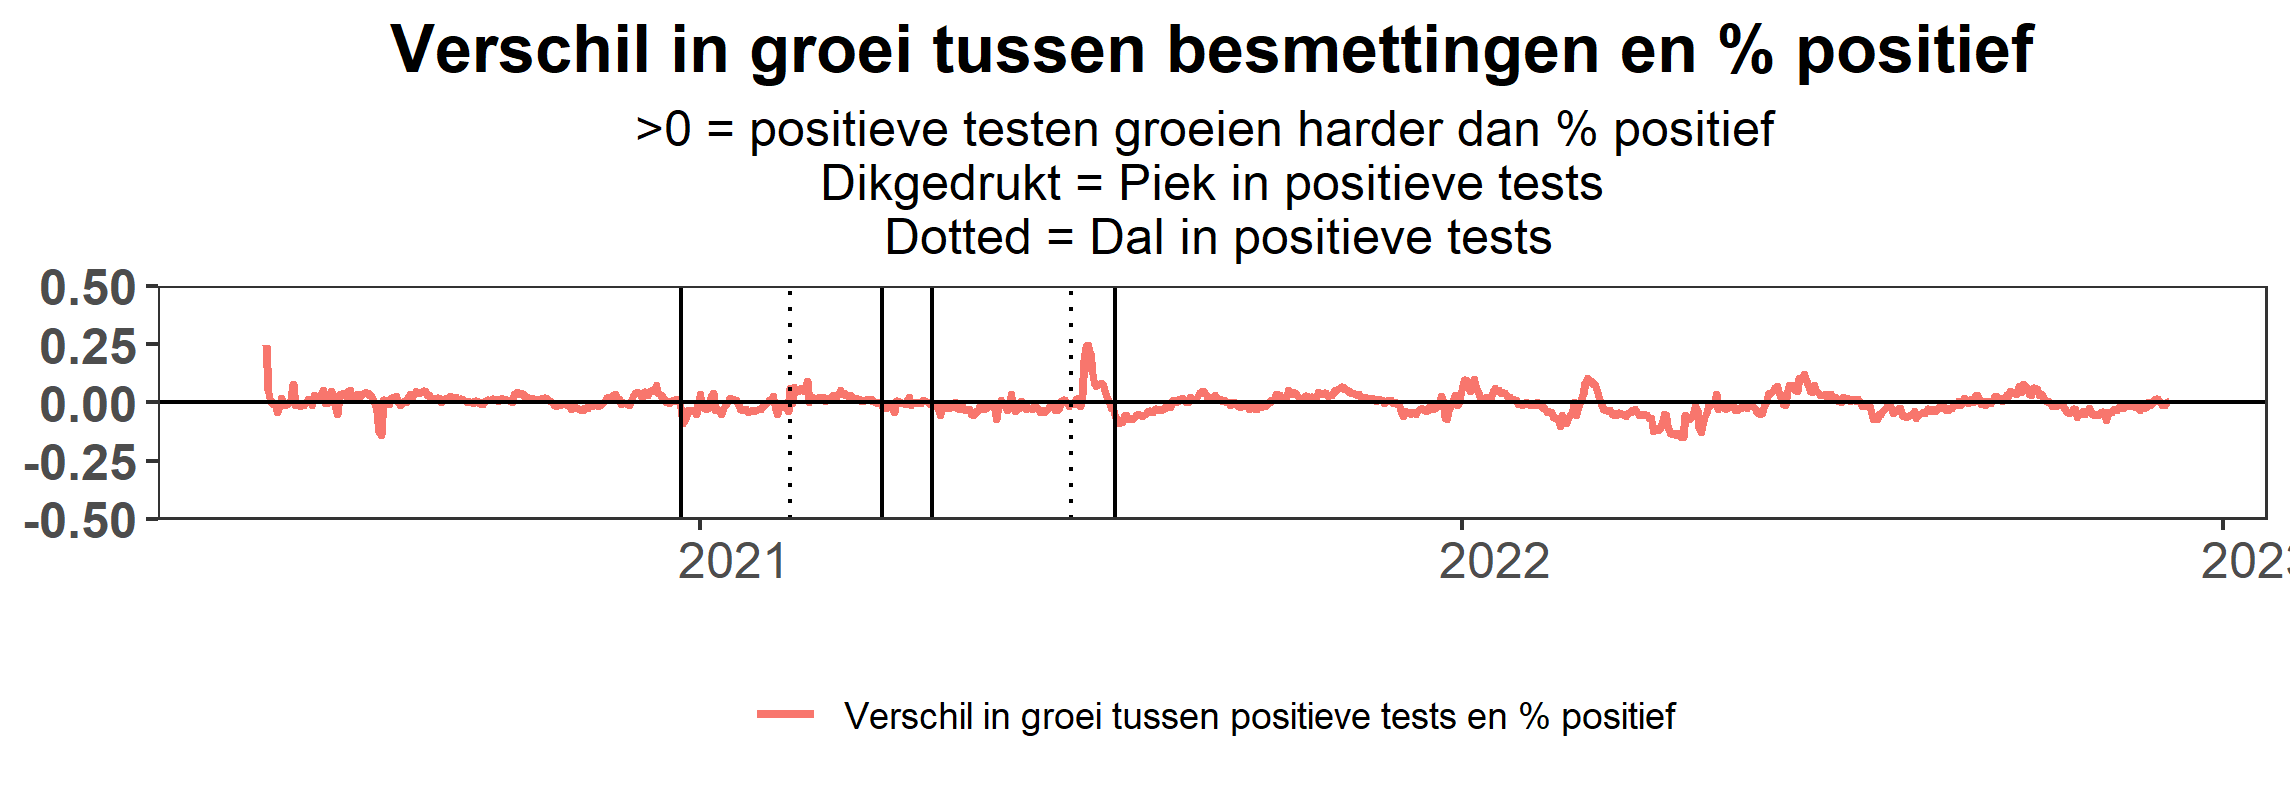 Verschil in groei tussen besmettingen en % positief
>0 = positieve testen groeien harder dan % positief
Dikgedrukt = Piek in positieve tests
Dotted = Dal in positieve tests
0.50
0.25
0.00
-0.25
-0.50
2021
2022
202
Verschil in groei tussen positieve tests en % positief